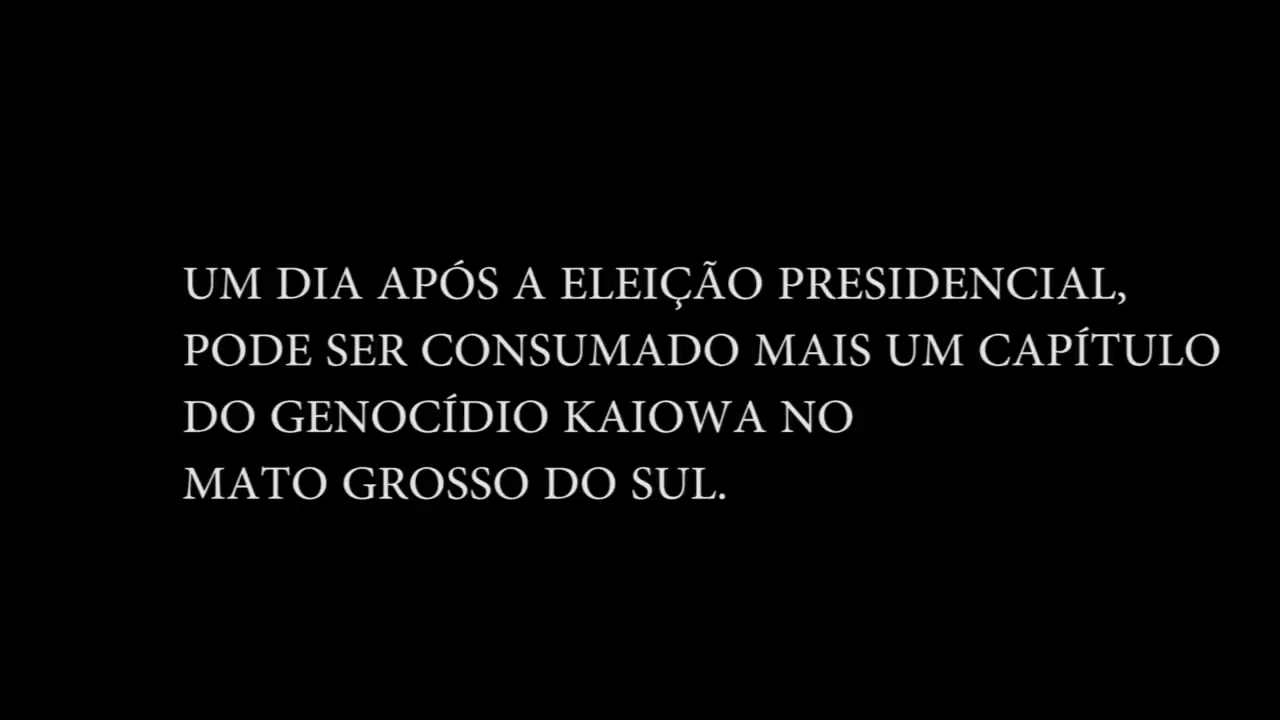 UM DIA APÓS A ELEIÇÃO PRESIDENCIAL,
PODE SER CONSUMADO MAIS UM CAPÍTULO
DO GENOCÍDIO KAIOWA NO
MATO GROSSO DO SUL.